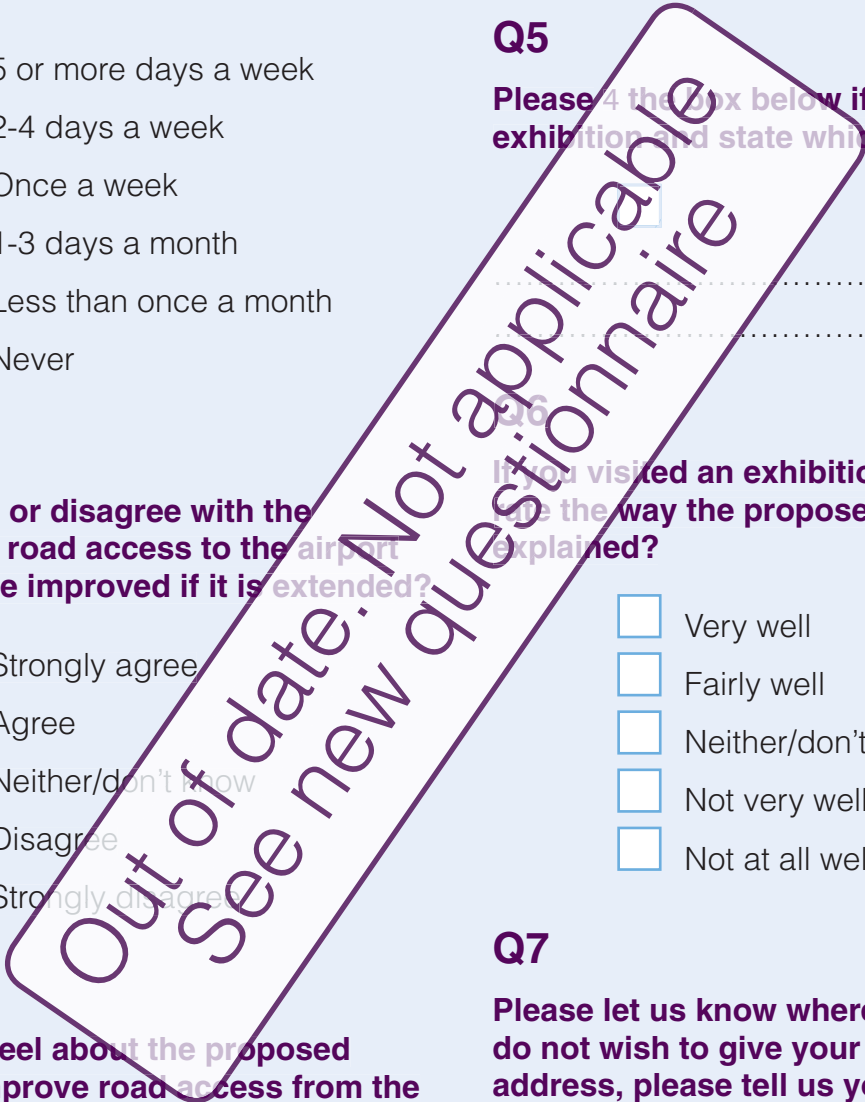 5 or more days a week
2-4 days a week
Once a week
1-3 days a month
Less than once a month
Never
or disagree with the
road access to the airport
e improved if it is extended?
Strongly agree
Agree
Neither/don't know
Disagree
Strongly disagree
eel about the proposed
prove road access from the
Q5
Please 4 the box below if
exhibition and state whic
Q6
If you visited an exhibitio
rate the way the propose
explained?
Very well
Fairly well
Neither/don't
Not very well
Not at all wel
Q7
Please let us know where
do not wish to give your
address, please tell us yo
Out of date. Not applicable
See new questionnaire